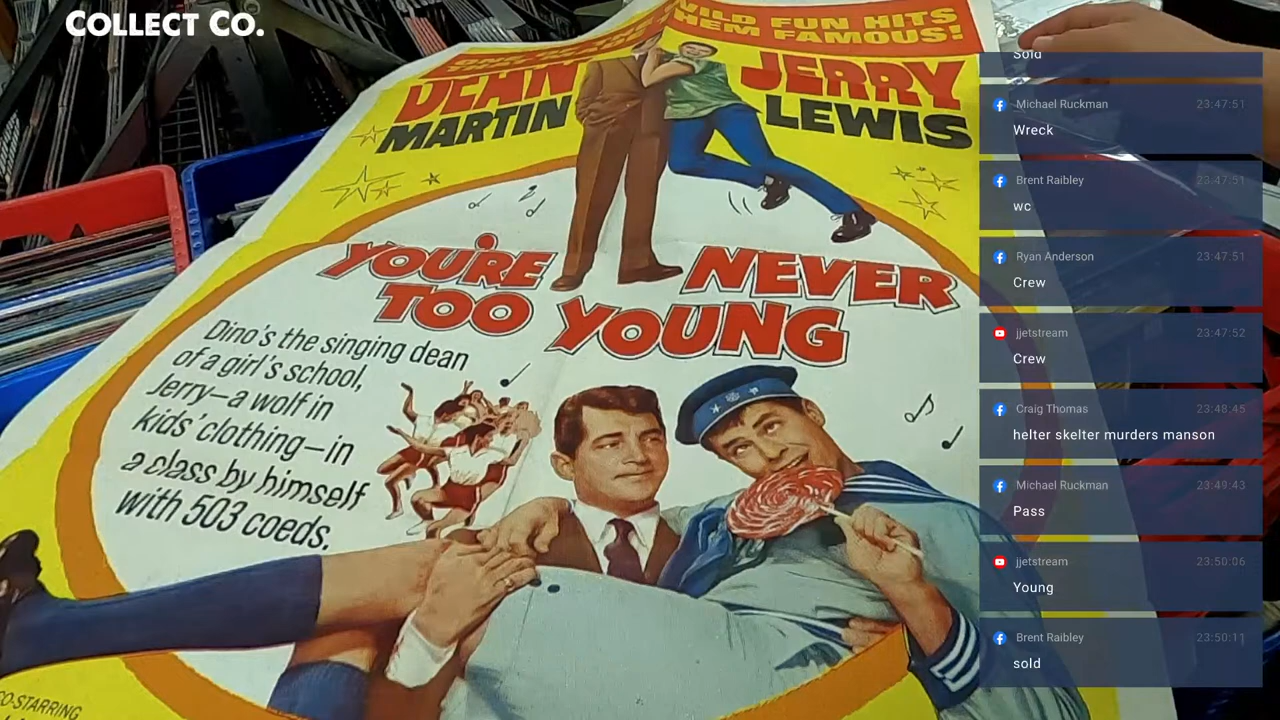 COLLECT CO.
WILD FUN HITS
THEM FAMOUS!
DEAN
MARTIN
JERRY
LEWIS
YOU'RE NEVER
TOO YOUNG
Dino's the singing dean
of a girl's school,
Jerry—a wolf in
kids' clothing—in
a class by himself
with 503 coeds.
CO-STARRING
Sold
Michael Ruckman 23:47:51
Wreck
Brent Raibley 23:47:51
wc
Ryan Anderson 23:47:51
Crew
jjetstream 23:47:52
Crew
Craig Thomas 23:48:45
helter skelter murders manson
Michael Ruckman 23:49:43
Pass
jjetstream 23:50:06
Young
Brent Raibley 23:50:11
sold